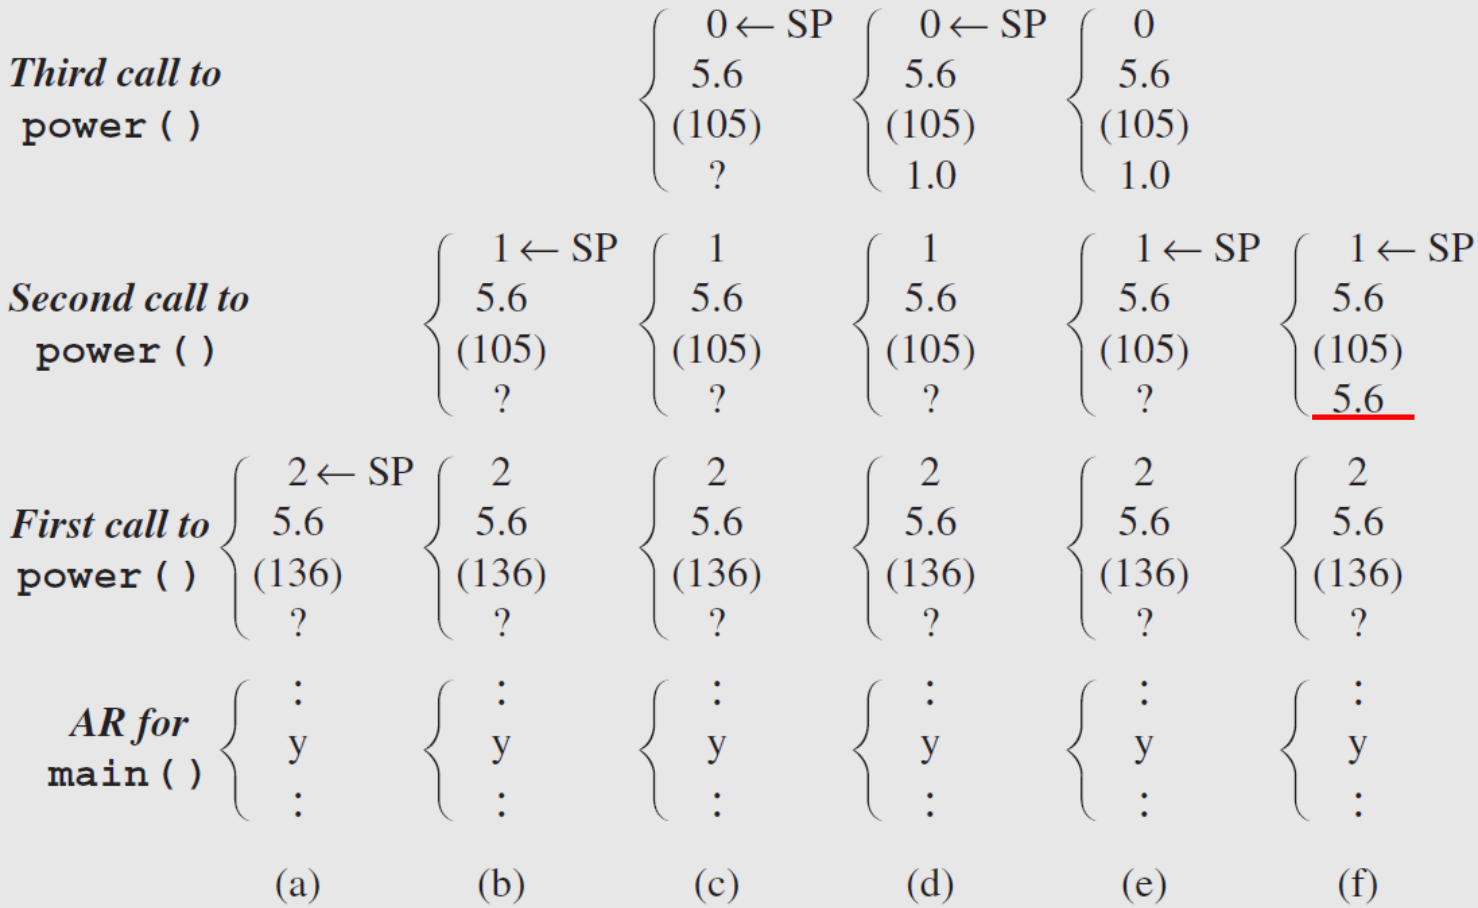 0 ← SP 0 ← SP 0
Third call to 5.6 5.6 5.6
power() (105) (105) (105)
? 1.0 1.0
1 ← SP 1 1 1 ← SP 1 ← SP
Second call to 5.6 5.6 5.6 5.6 5.6
power() (105) (105) (105) (105) (105)
? ? ? ? 5.6
2 ← SP 2 2 2 2 2
First call to 5.6 5.6 5.6 5.6 5.6 5.6
power() (136) (136) (136) (136) (136) (136)
? ? ? ? ? ?
: : : : : :
AR for y y y y y y
main() : : : : : :
(a) (b) (c) (d) (e) (f)